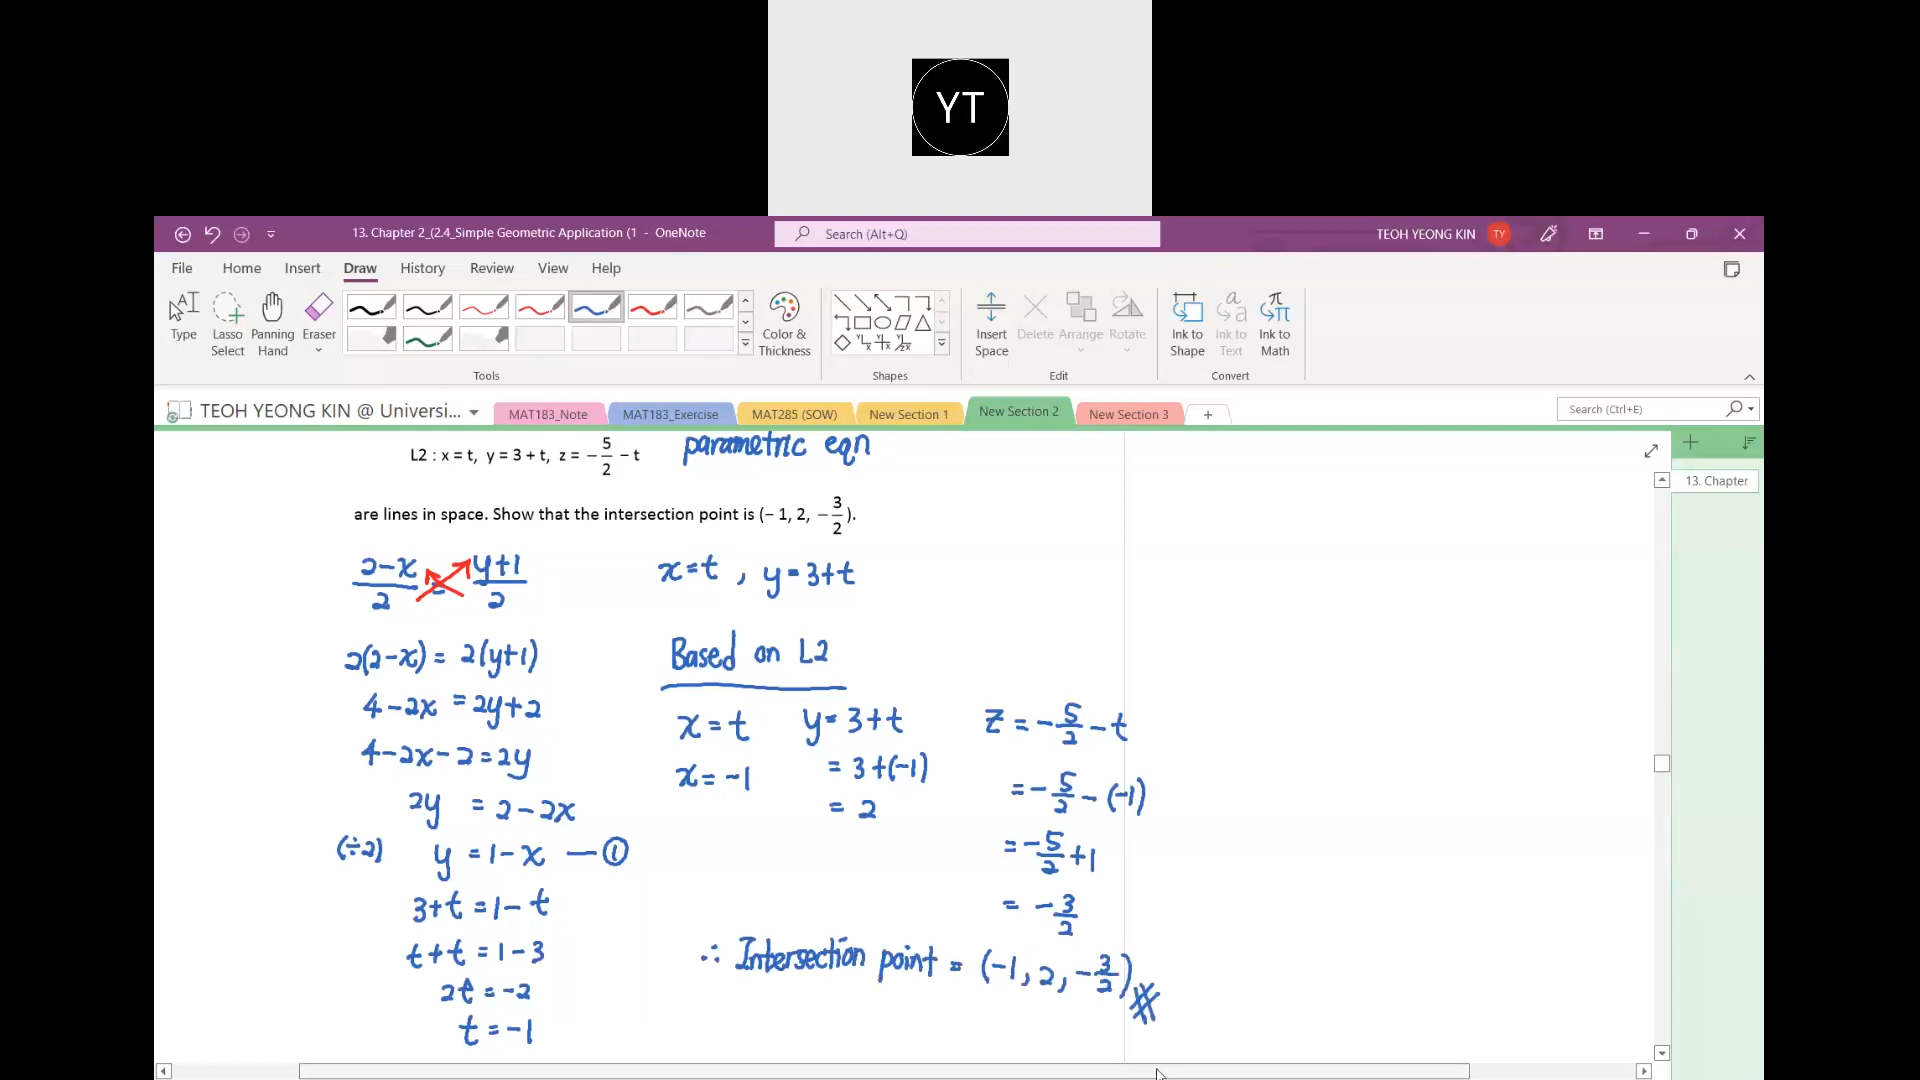 YT
13. Chapter 2_(2.4_Simple Geometric Application (1 - OneNote
Search (Alt+Q)
TEOH YEONG KIN
TY
File Home Insert Draw History Review View Help
Type
Lasso Select
Panning Hand
Eraser
Color & Thickness
Insert Space
Delete
Arrange
Rotate
Ink to Shape
Ink to Text
Ink to Math
Tools
Shapes
Edit
Convert
TEOH YEONG KIN @ Universi...
MAT183_Note
MAT183_Exercise
MAT285 (SOW)
New Section 1
New Section 2
New Section 3
Search (Ctrl+E)
13. Chapter
L2 : x = t, y = 3 + t, z = −5/2 − t
parametric eqn
are lines in space. Show that the intersection point is (− 1, 2, −3/2).
(2-x)/2 = (y+1)/2
2(2-x) = 2(y+1)
4-2x = 2y+2
4-2x-2 = 2y
2y = 2-2x
(÷2) y = 1-x —①
3+t = 1-t
t+t = 1-3
2t = -2
t = -1
x=t , y=3+t
Based on L2
x = t
x = -1
y = 3+t
= 3+(-1)
= 2
z = -5/2 - t
= -5/2 - (-1)
= -5/2 + 1
= -3/2
∴ Intersection point = (-1, 2, -3/2)